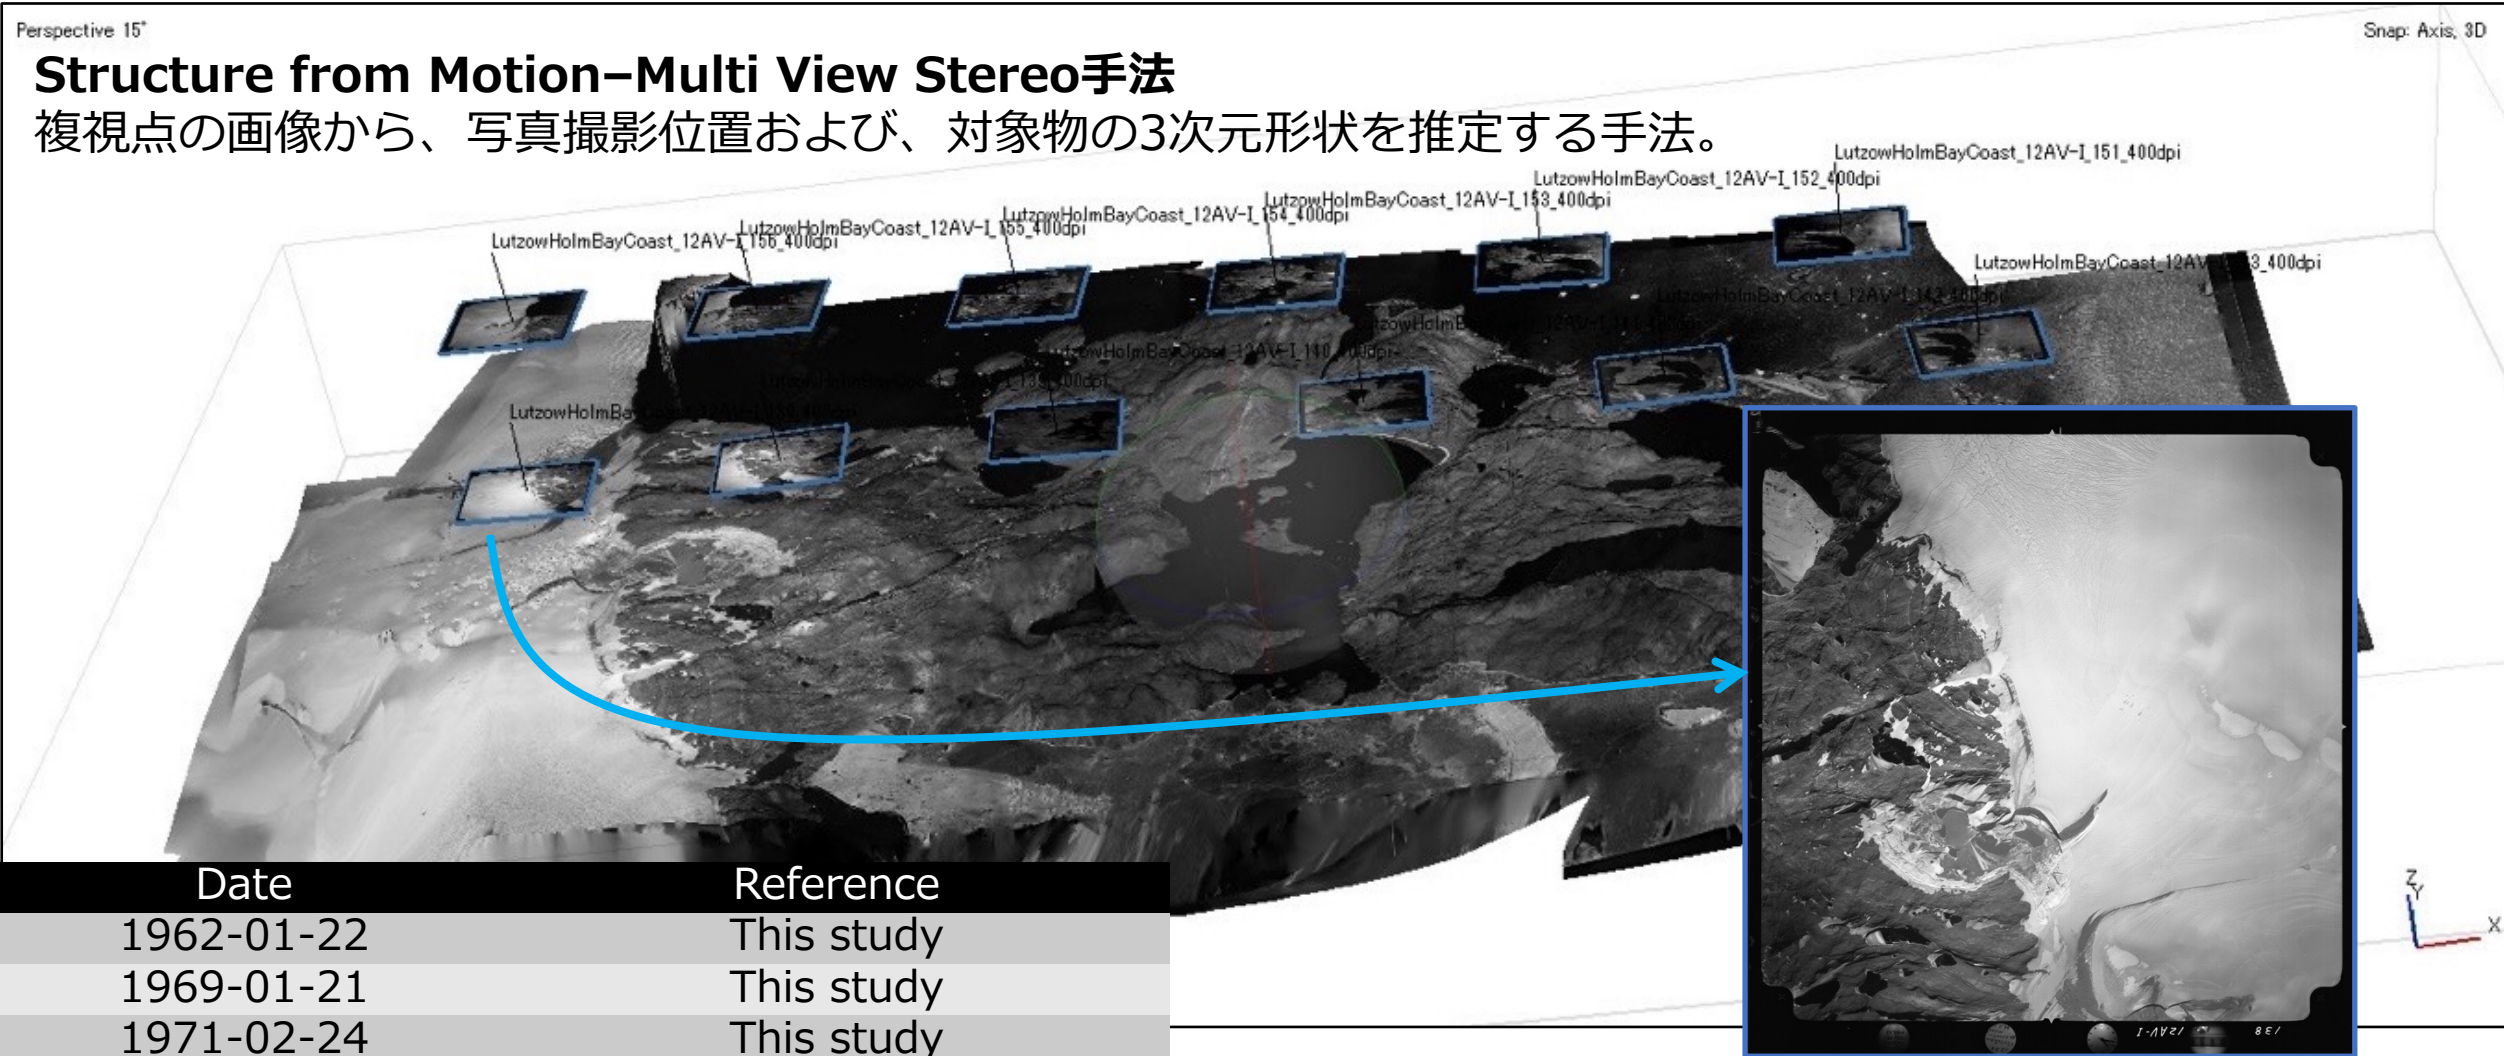 Perspective 15°
Snap: Axis, 3D
Structure from Motion–Multi View Stereo手法
複視点の画像から、写真撮影位置および、対象物の3次元形状を推定する手法。
LutzowHolmBayCoast_12AV-I_151_400dpi
LutzowHolmBayCoast_12AV-I_152_400dpi
LutzowHolmBayCoast_12AV-I_153_400dpi
LutzowHolmBayCoast_12AV-I_154_400dpi
LutzowHolmBayCoast_12AV-I_155_400dpi
LutzowHolmBayCoast_12AV-I_156_400dpi
Date Reference
1962-01-22 This study
1969-01-21 This study
1971-02-24 This study
12AV-I 138
Z
Y
X